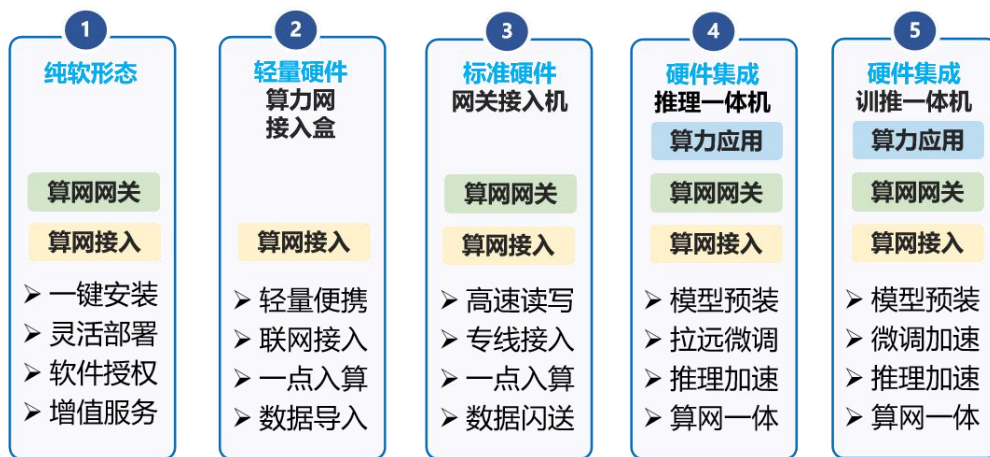 1
纯软形态
算网网关
算网接入
➢ 一键安装
➢ 灵活部署
➢ 软件授权
➢ 增值服务
2
轻量硬件
算力网
接入盒
算网接入
➢ 轻量便携
➢ 联网接入
➢ 一点入算
➢ 数据导入
3
标准硬件
网关接入机
算网网关
算网接入
➢ 高速读写
➢ 专线接入
➢ 一点入算
➢ 数据闪送
4
硬件集成
推理一体机
算力应用
算网网关
算网接入
➢ 模型预装
➢ 拉远微调
➢ 推理加速
➢ 算网一体
5
硬件集成
训推一体机
算力应用
算网网关
算网接入
➢ 模型预装
➢ 微调加速
➢ 推理加速
➢ 算网一体